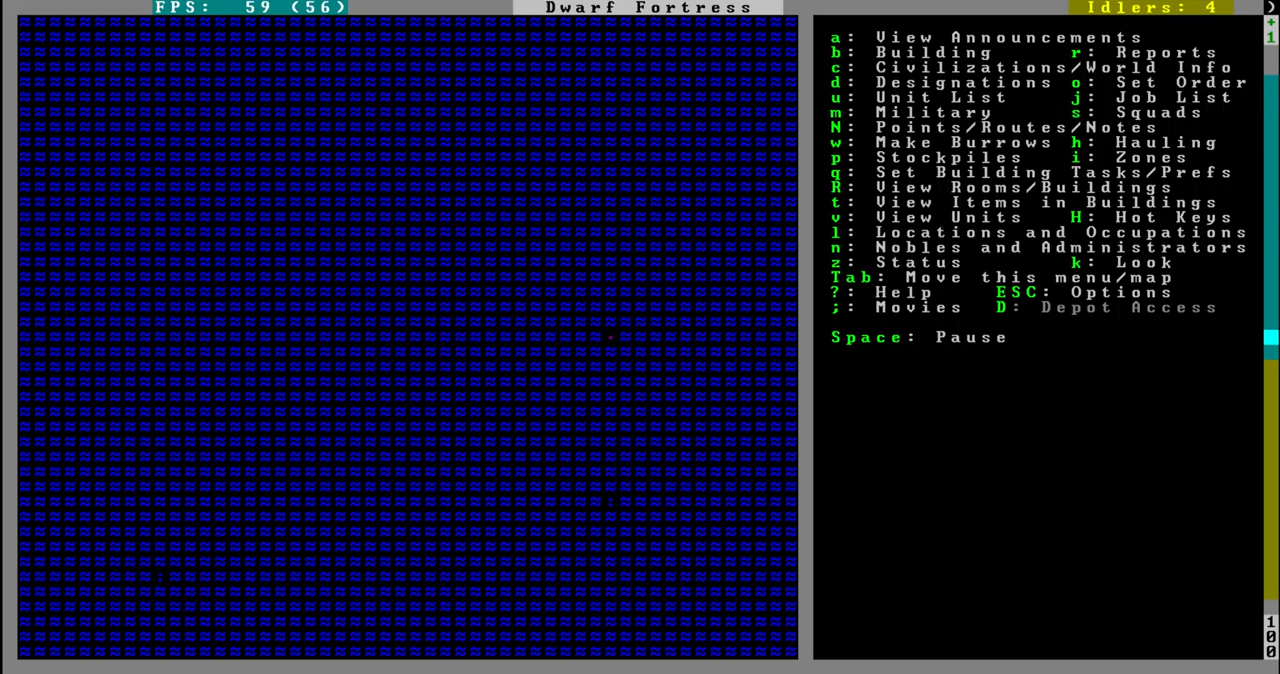 FPS: 59 (56) Dwarf Fortress Idlers: 4
a: View Announcements
b: Building r: Reports
c: Civilizations/World Info
d: Designations o: Set Order
u: Unit List j: Job List
m: Military s: Squads
N: Points/Routes/Notes
w: Make Burrows h: Hauling
p: Stockpiles i: Zones
q: Set Building Tasks/Prefs
R: View Rooms/Buildings
t: View Items in Buildings
v: View Units H: Hot Keys
l: Locations and Occupations
n: Nobles and Administrators
z: Status k: Look
Tab: Move this menu/map
?: Help ESC: Options
;: Movies D: Depot Access
Space: Pause
+1
100